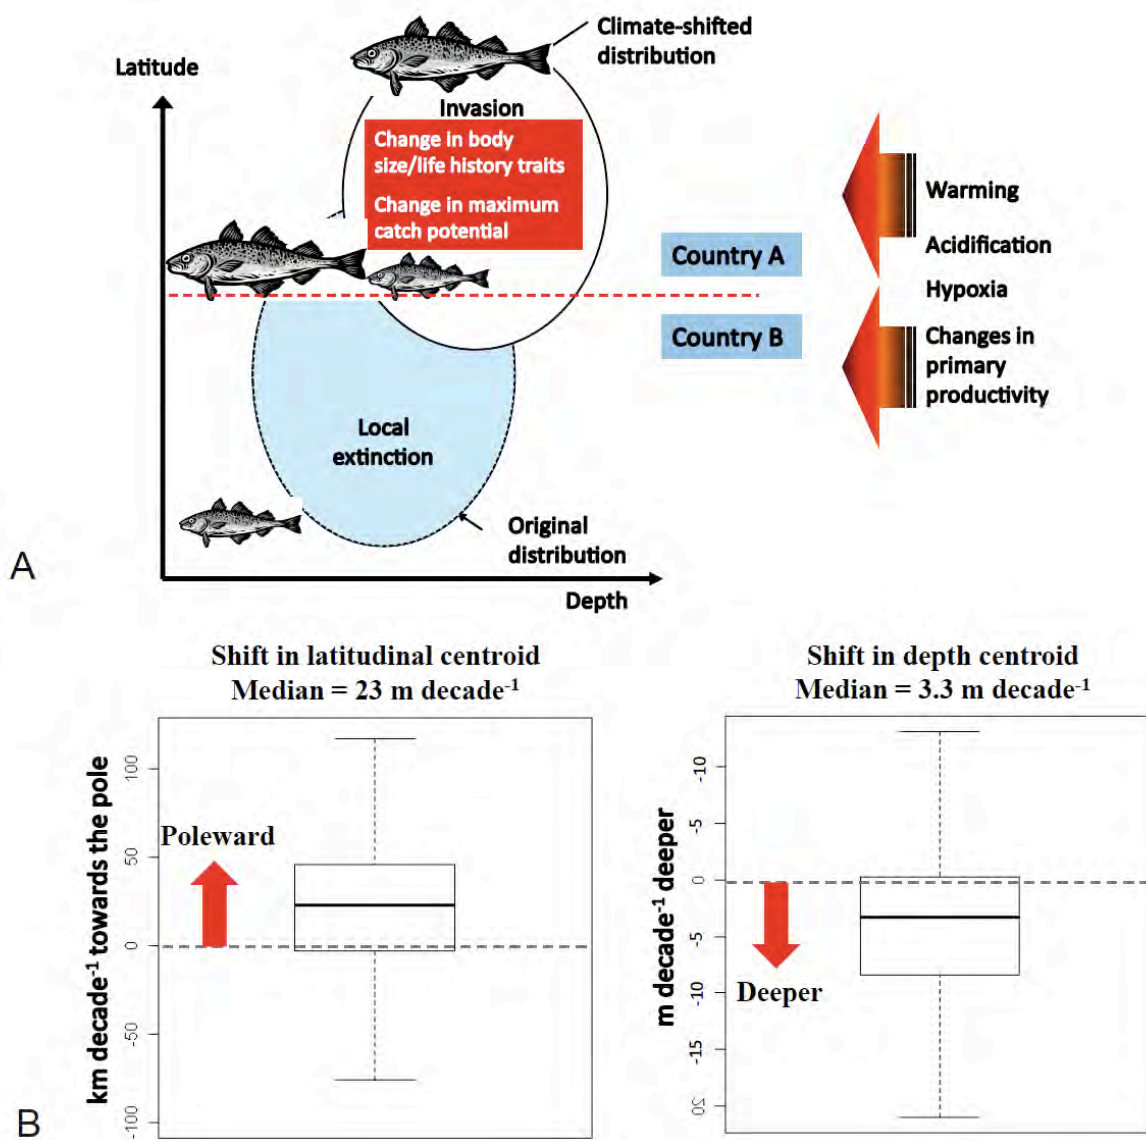 Climate-shifted
distribution
Latitude
Invasion
Change in body
size/life history traits
Change in maximum
catch potential
Warming
Acidification
Country A
Hypoxia
Country B
Changes in
primary
productivity
Local
extinction
Original
distribution
A
Depth
Shift in latitudinal centroid
Median = 23 m decade⁻¹
km decade⁻¹ towards the pole
100
50
0
-50
-100
Poleward
B
Shift in depth centroid
Median = 3.3 m decade⁻¹
m decade⁻¹ deeper
-10
-5
0
-5
-10
-15
20
Deeper